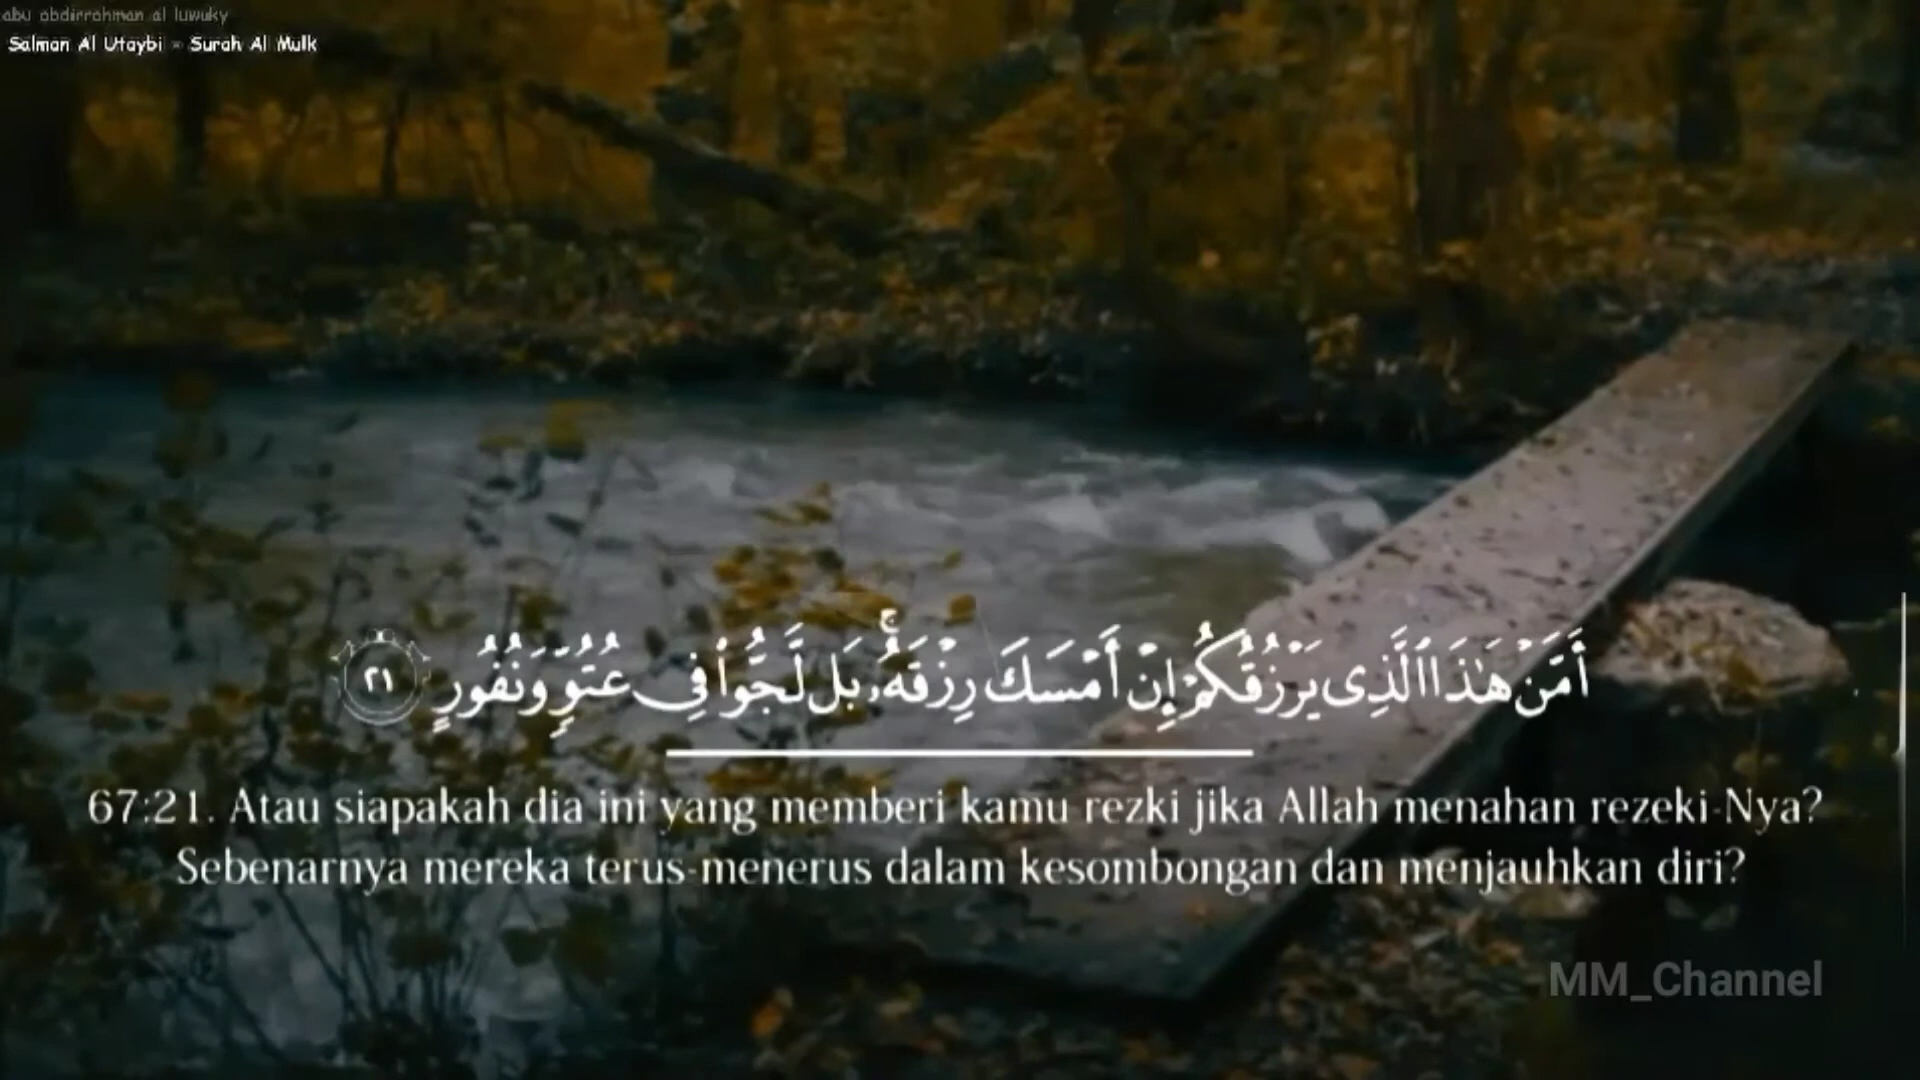 abu abdirrahman al luwuky
Salman Al Utaybi - Surah Al Mulk
أَمَّنْ هَـٰذَا ٱلَّذِى يَرْزُقُكُمْ إِنْ أَمْسَكَ رِزْقَهُۥ ۚ بَل لَّجُّوا۟ فِى عُتُوٍّ وَنُفُورٍ ٢١
67:21. Atau siapakah dia ini yang memberi kamu rezki jika Allah menahan rezeki-Nya?
Sebenarnya mereka terus-menerus dalam kesombongan dan menjauhkan diri?
MM_Channel